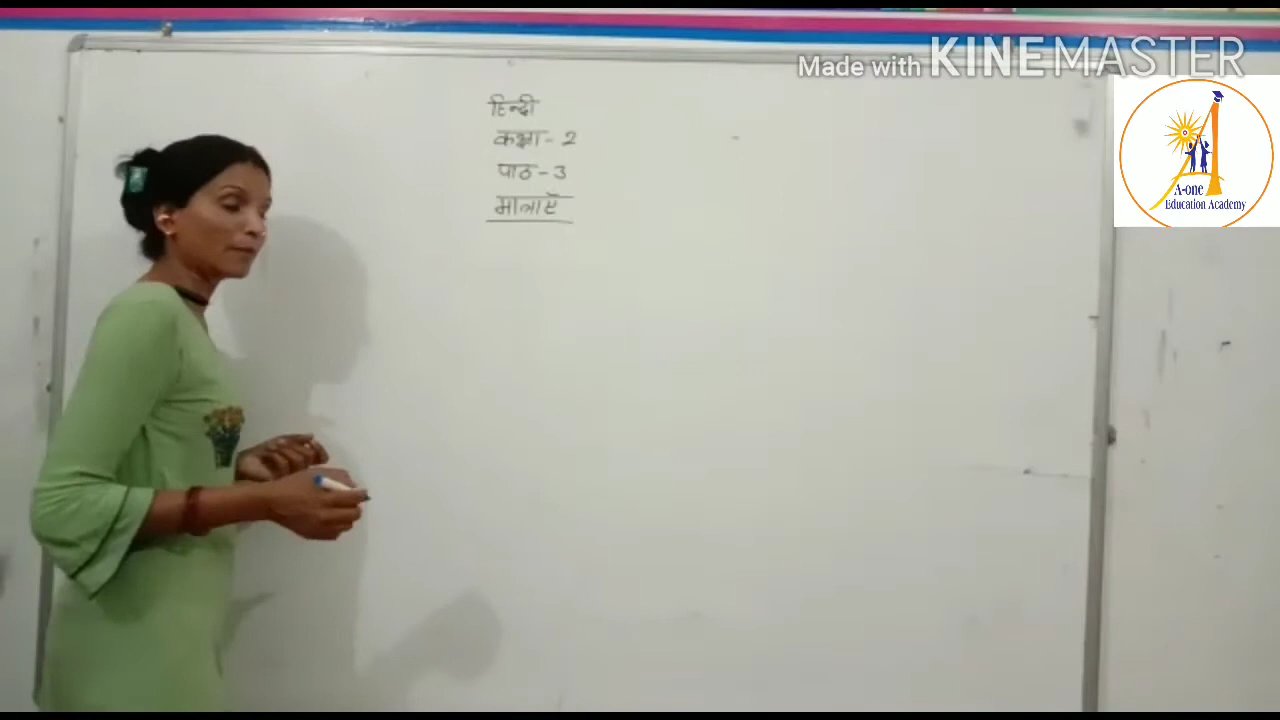 Made with KINEMASTER
हिन्दी
कक्षा - 2
पाठ - 3
मात्राएँ
A-one
Education Academy